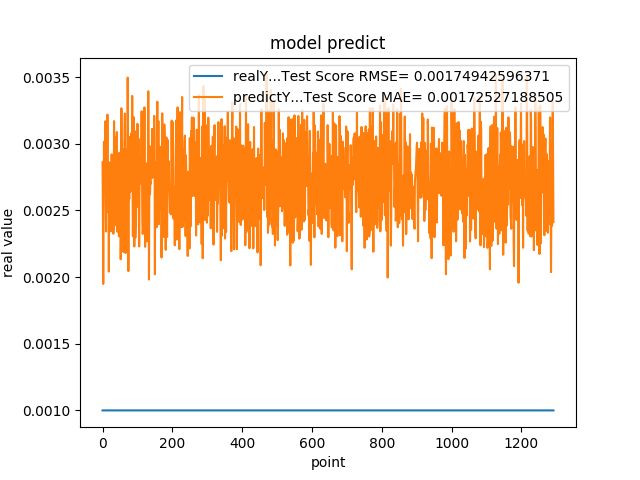 model predict
realY...Test Score RMSE= 0.00174942596371
predictY...Test Score MAE= 0.00172527188505
0.0035
0.0030
0.0025
0.0020
0.0015
0.0010
real value
0 200 400 600 800 1000 1200
point